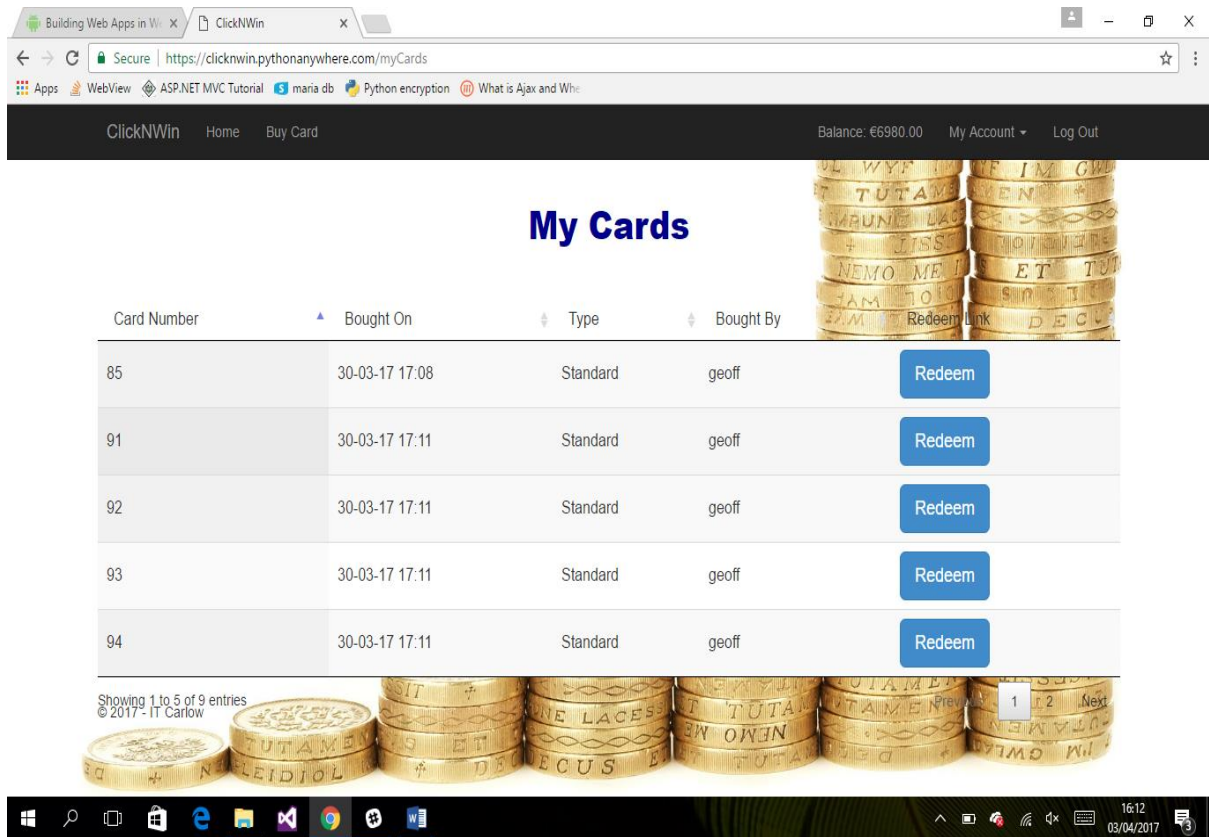 Building Web Apps in We
ClickNWin
Secure | https://clicknwin.pythonanywhere.com/myCards
Apps WebView ASP.NET MVC Tutorial maria db Python encryption What is Ajax and Whe
ClickNWin Home Buy Card Balance: €6980.00 My Account Log Out
My Cards
Card Number Bought On Type Bought By Redeem Link
85 30-03-17 17:08 Standard geoff Redeem
91 30-03-17 17:11 Standard geoff Redeem
92 30-03-17 17:11 Standard geoff Redeem
93 30-03-17 17:11 Standard geoff Redeem
94 30-03-17 17:11 Standard geoff Redeem
Showing 1 to 5 of 9 entries
Previous 1 2 Next
© 2017 - IT Carlow
16:12
03/04/2017